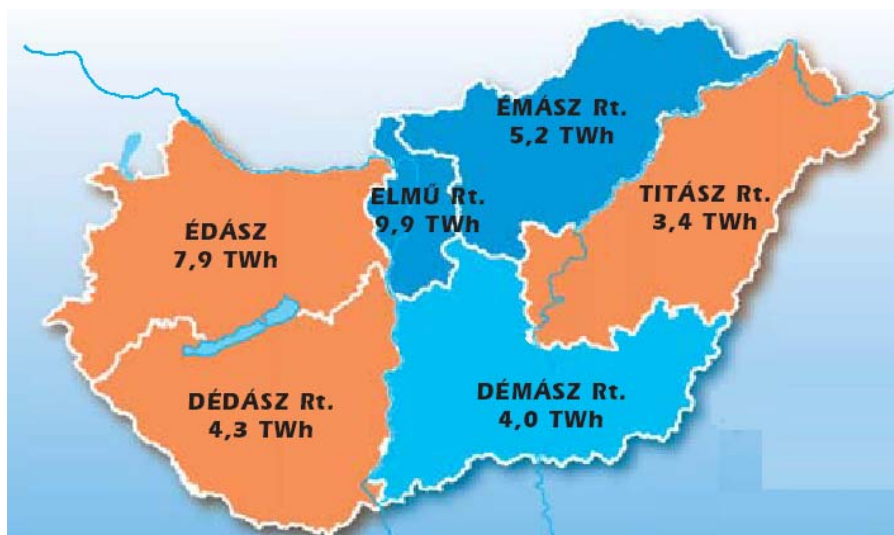 ÉMÁSZ Rt.
5,2 TWh
ELMŰ Rt.
9,9 TWh
TITÁSZ Rt.
3,4 TWh
ÉDÁSZ
7,9 TWh
DÉDÁSZ Rt.
4,3 TWh
DÉMÁSZ Rt.
4,0 TWh